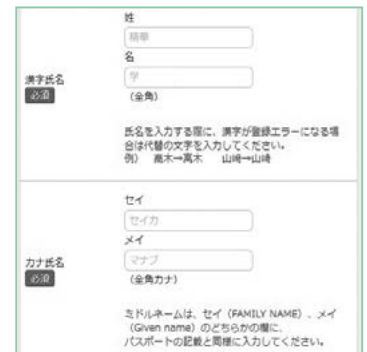 姓
精華
名
学
漢字氏名
必須
(全角)
氏名を入力する際に、漢字が登録エラーになる場
合は代替の文字を入力してください。
例) 髙木→高木 山﨑→山崎
セイ
セイカ
メイ
マナブ
カナ氏名
必須
(全角カナ)
ミドルネームは、セイ(FAMILY NAME)、メイ
(Given name)のどちらかの欄に、
パスポートの記載と同様に入力してください。